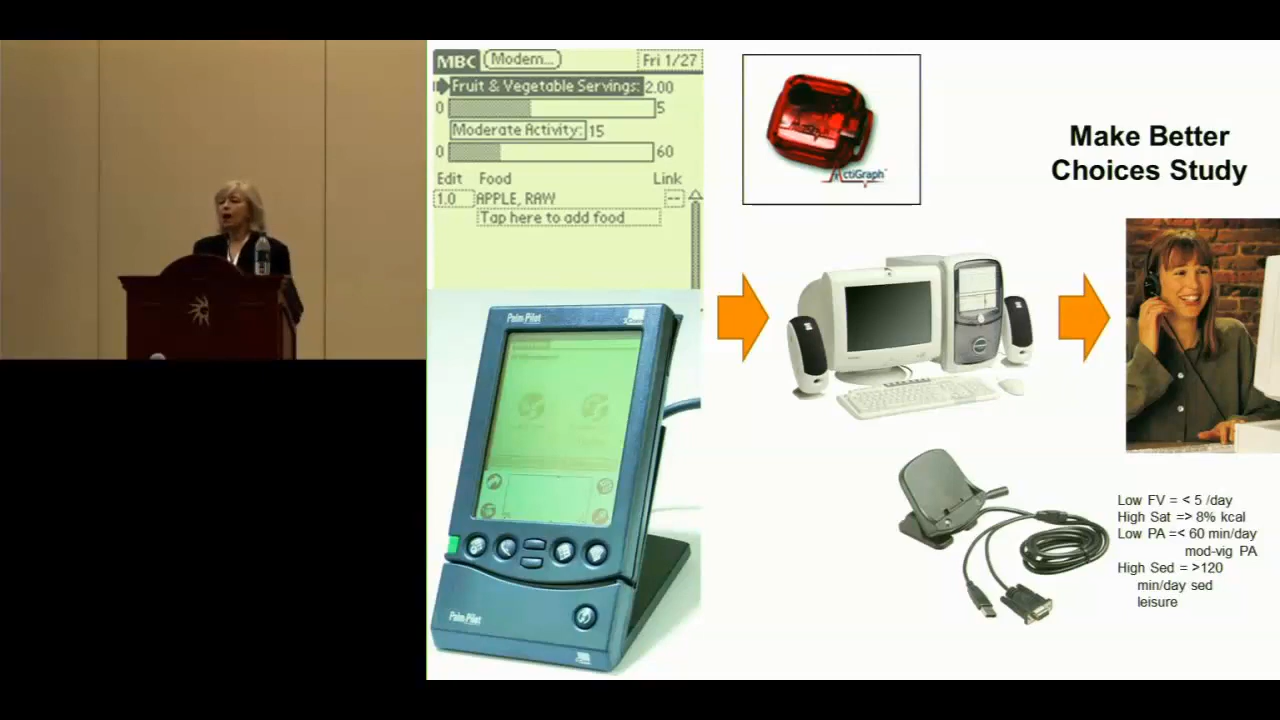 MBC Modem... Fri 1/27
Fruit & Vegetable Servings: 2.00
0 5
Moderate Activity: 15
0 60
Edit Food Link
1.0 APPLE, RAW --
Tap here to add food
Palm Pilot
3Com
Palm Pilot
ActiGraph
Make Better
Choices Study
Low FV = < 5 /day
High Sat => 8% kcal
Low PA =< 60 min/day
mod-vig PA
High Sed = >120
min/day sed
leisure